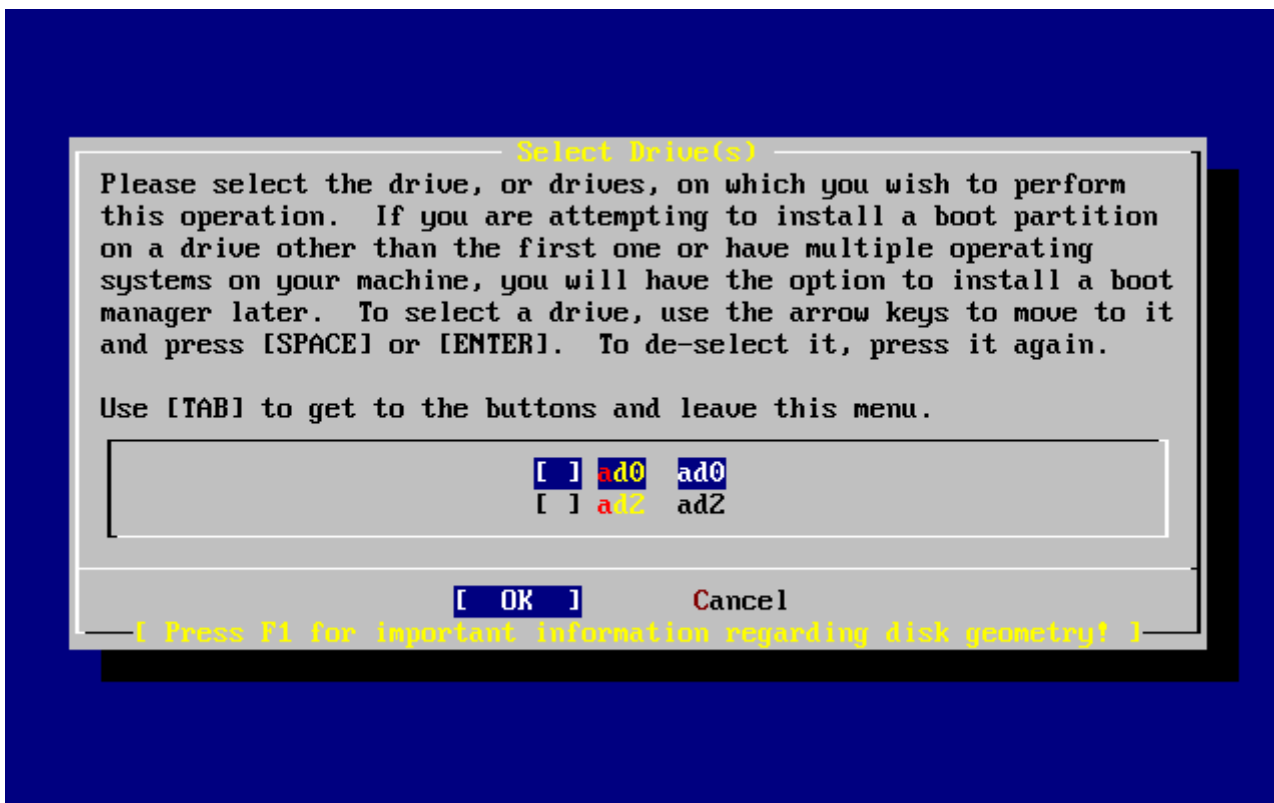 Select Drive(s)
Please select the drive, or drives, on which you wish to perform
this operation.  If you are attempting to install a boot partition
on a drive other than the first one or have multiple operating
systems on your machine, you will have the option to install a boot
manager later.  To select a drive, use the arrow keys to move to it
and press [SPACE] or [ENTER].  To de-select it, press it again.
Use [TAB] to get to the buttons and leave this menu.
[ ] ad0  ad0
[ ] ad2  ad2
[  OK  ]       Cancel
[ Press F1 for important information regarding disk geometry! ]